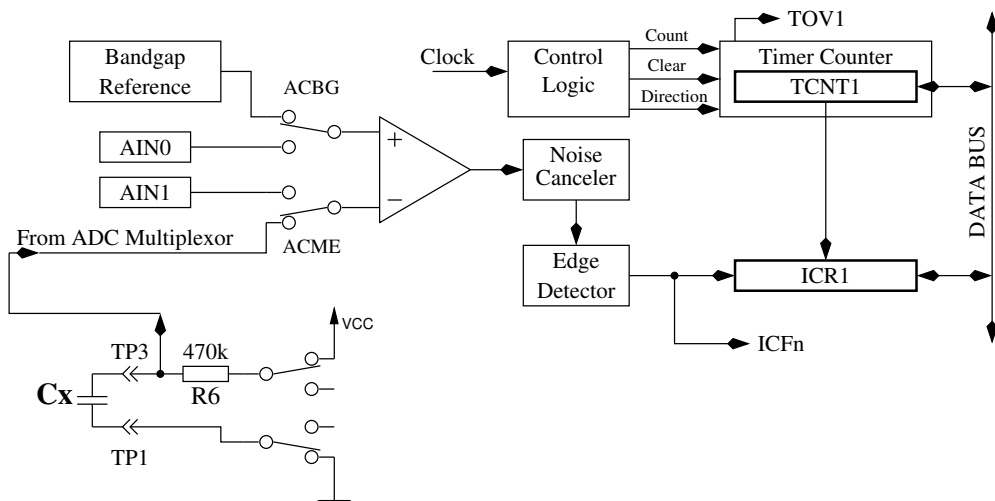 TOV1
Count
Clock
Control
Logic
Clear
Direction
Timer Counter
TCNT1
Bandgap
Reference
ACBG
AIN0
AIN1
+
−
Noise
Canceler
DATA BUS
From ADC Multiplexor
ACME
Edge
Detector
ICR1
ICFn
VCC
TP3
470k
R6
Cx
TP1